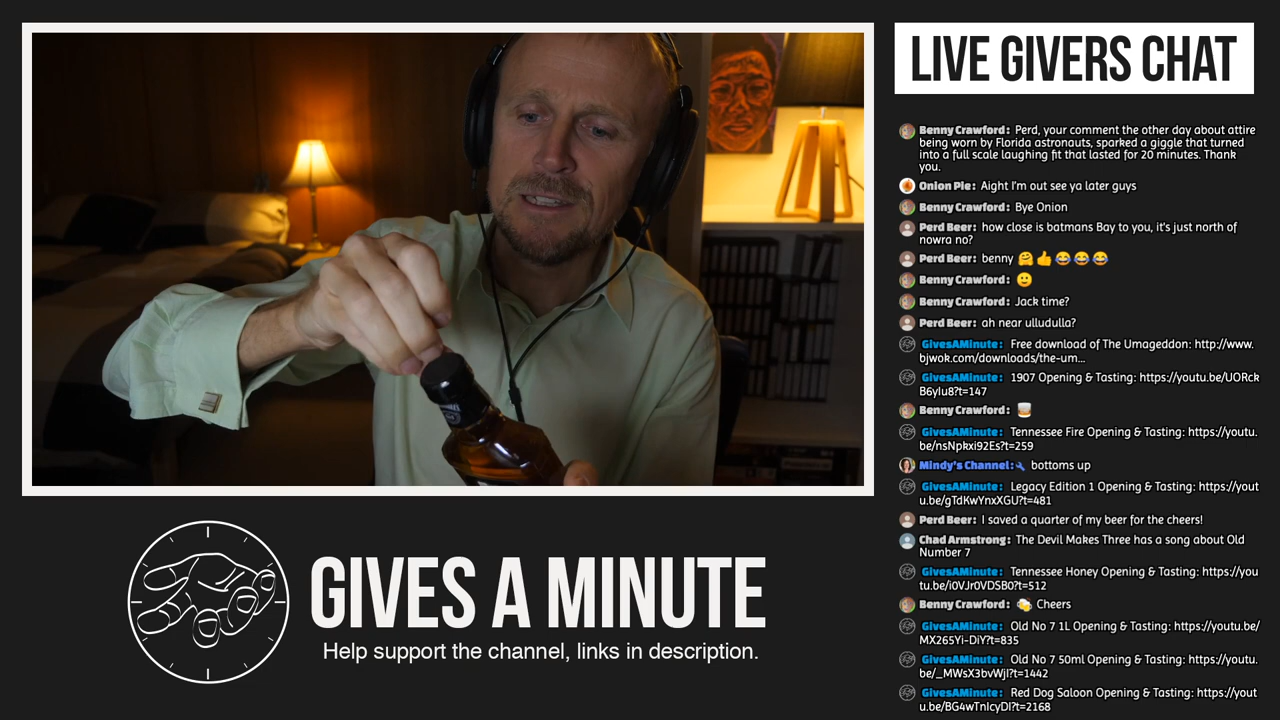 LIVE GIVERS CHAT
Benny Crawford: Perd, your comment the other day about attire
being worn by Florida astronauts, sparked a giggle that turned
into a full scale laughing fit that lasted for 20 minutes. Thank
you.
Onion Pie: Aight I'm out see ya later guys
Benny Crawford: Bye Onion
Perd Beer: how close is batmans Bay to you, it's just north of
nowra no?
Perd Beer: benny 🤗👍😂😂😂
Benny Crawford: 🙂
Benny Crawford: Jack time?
Perd Beer: ah near ulludulla?
GivesAMinute: Free download of The Umageddon: http://www.
bjwok.com/downloads/the-um...
GivesAMinute: 1907 Opening & Tasting: https://youtu.be/UORck
B6yIu8?t=147
Benny Crawford: 🥃
GivesAMinute: Tennessee Fire Opening & Tasting: https://youtu.
be/nsNpkxi92Es?t=259
Mindy's Channel: bottoms up
GivesAMinute: Legacy Edition 1 Opening & Tasting: https://yout
u.be/gTdKwYnxXGU?t=481
Perd Beer: I saved a quarter of my beer for the cheers!
Chad Armstrong: The Devil Makes Three has a song about Old
Number 7
GivesAMinute: Tennessee Honey Opening & Tasting: https://you
tu.be/i0VJr0VDSB0?t=512
Benny Crawford: 🍻 Cheers
GivesAMinute: Old No 7 1L Opening & Tasting: https://youtu.be/
MX265Yi-DiY?t=835
GivesAMinute: Old No 7 50ml Opening & Tasting: https://youtu.
be/_MWsX3bvWjI?t=1442
GivesAMinute: Red Dog Saloon Opening & Tasting: https://yout
u.be/BG4wTnIcyDI?t=2168
GIVES A MINUTE
Help support the channel, links in description.